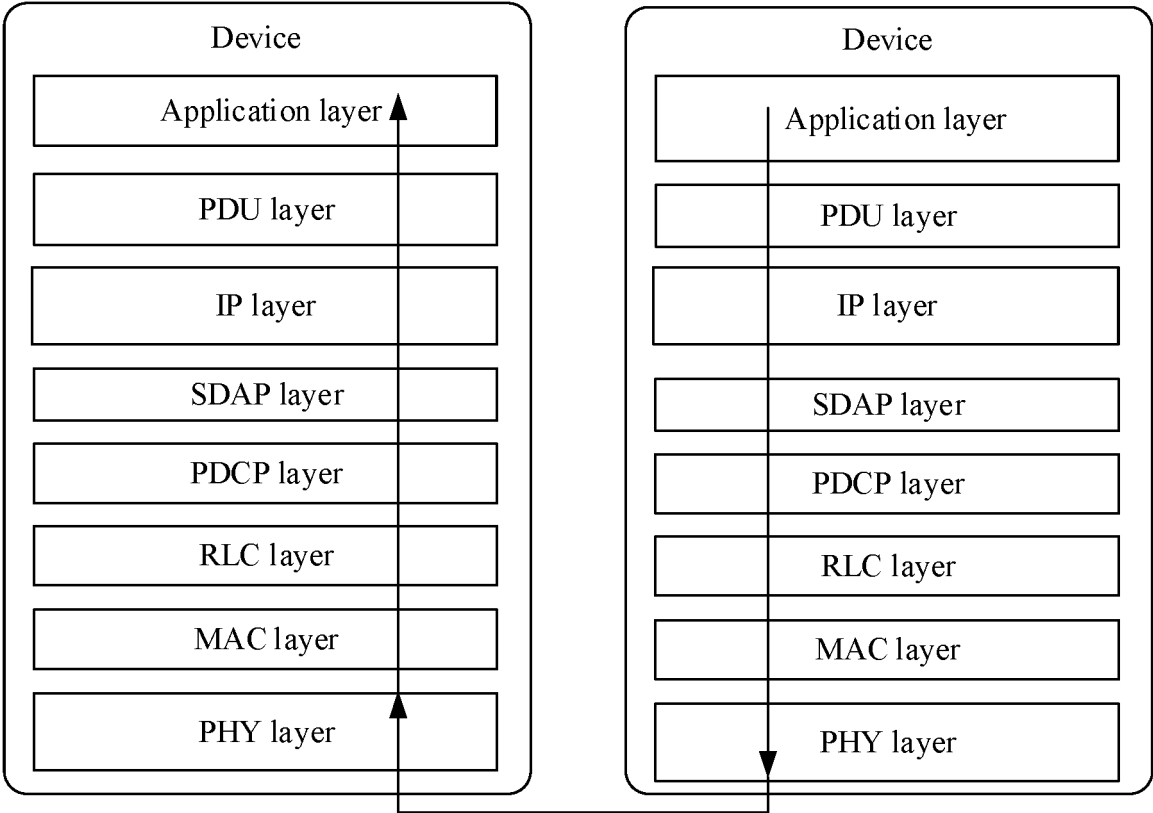 Device
Application layer
PDU layer
IP layer
SDAP layer
PDCP layer
RLC layer
MAC layer
PHY layer
Device
Application layer
PDU layer
IP layer
SDAP layer
PDCP layer
RLC layer
MAC layer
PHY layer